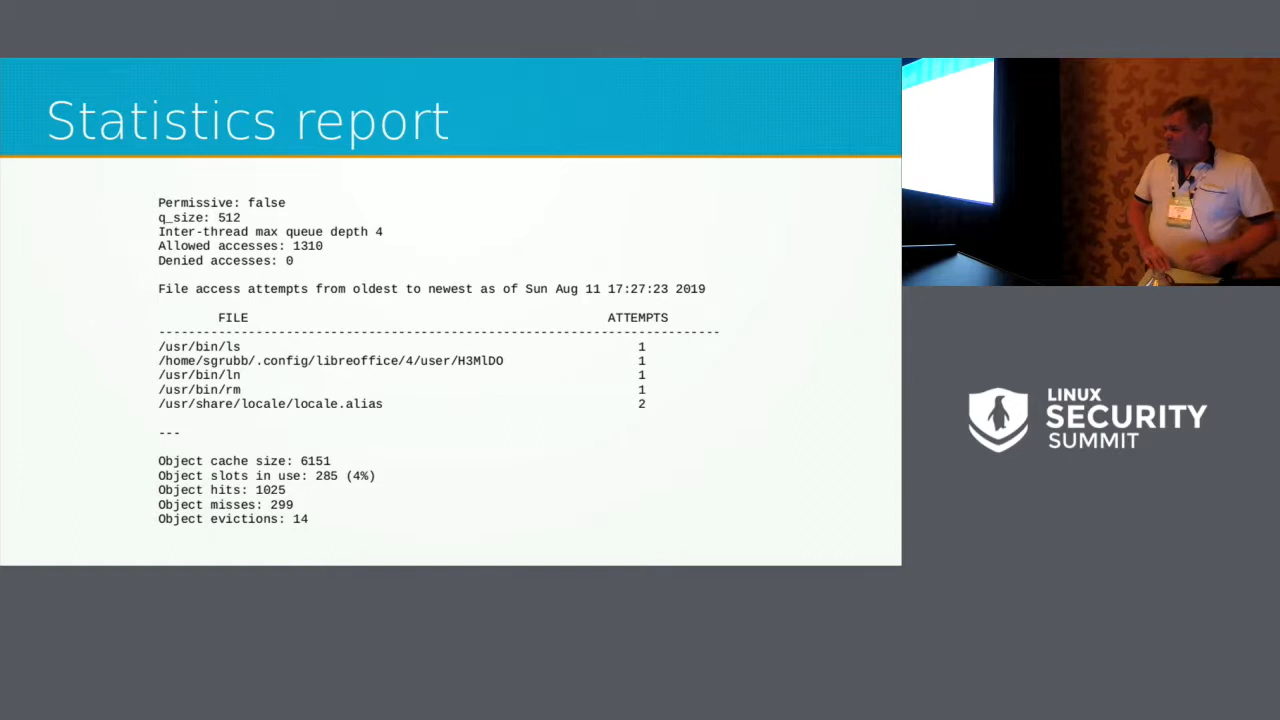 Statistics report
Permissive: false
q_size: 512
Inter-thread max queue depth 4
Allowed accesses: 1310
Denied accesses: 0
File access attempts from oldest to newest as of Sun Aug 11 17:27:23 2019
FILE ATTEMPTS
---------------------------------------------------------------------------
/usr/bin/ls 1
/home/sgrubb/.config/libreoffice/4/user/H3MlDO 1
/usr/bin/ln 1
/usr/bin/rm 1
/usr/share/locale/locale.alias 2
---
Object cache size: 6151
Object slots in use: 285 (4%)
Object hits: 1025
Object misses: 299
Object evictions: 14
LINUX
SECURITY
SUMMIT